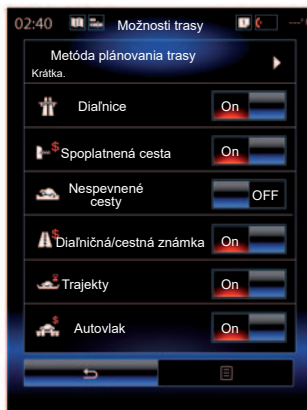 02:40 Možnosti trasy
Metóda plánovania trasy
Krátka.
Diaľnice On
Spoplatnená cesta On
Nespevnené
cesty OFF
Diaľničná/cestná známka On
Trajekty On
Autovlak On